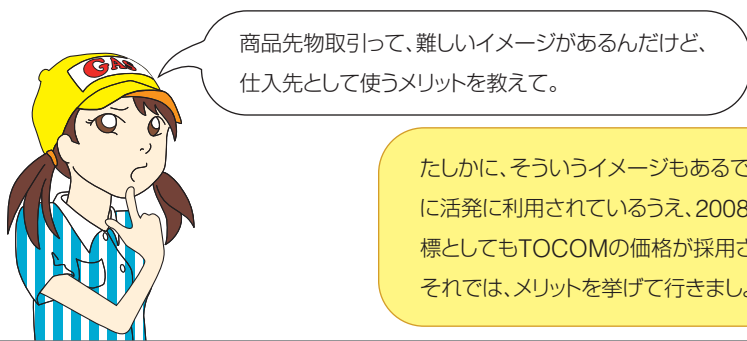 GAS
商品先物取引って、難しいイメージがあるんだけど、
仕入先として使うメリットを教えて。
たしかに、そういうイメージもあるで
に活発に利用されているうえ、2008
標としてもTOCOMの価格が採用さ
それでは、メリットを挙げて行きまし